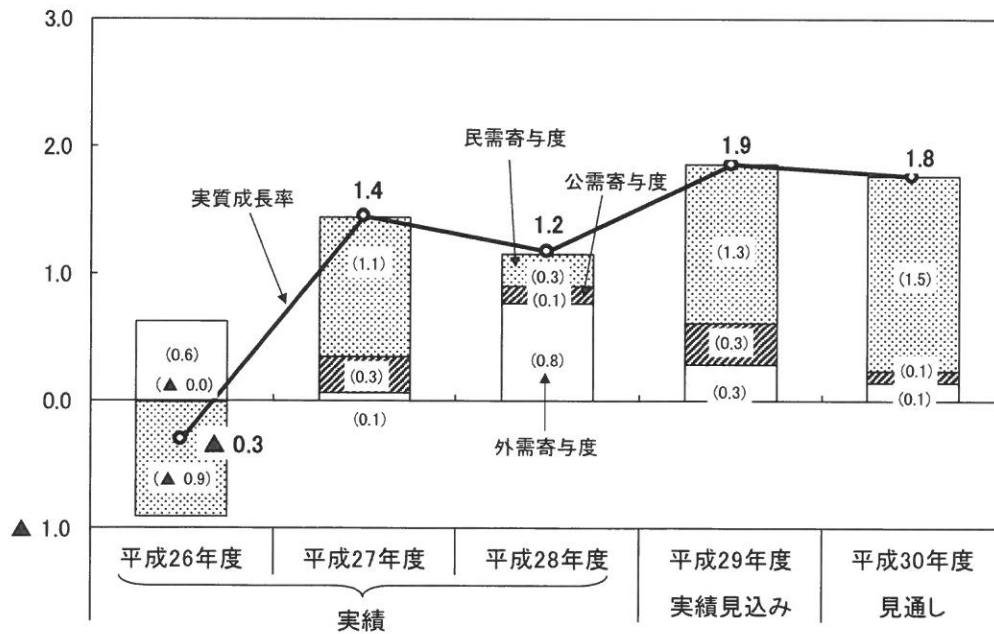 3.0
2.0
1.0
0.0
▲ 1.0
実質成長率
民需寄与度
公需寄与度
外需寄与度
(0.6)
(▲ 0.0)
▲ 0.3
(▲ 0.9)
1.4
(1.1)
(0.3)
(0.1)
1.2
(0.3)
(0.1)
(0.8)
1.9
(1.3)
(0.3)
(0.3)
1.8
(1.5)
(0.1)
(0.1)
平成26年度
平成27年度
平成28年度
平成29年度
平成30年度
実績
実績見込み
見通し